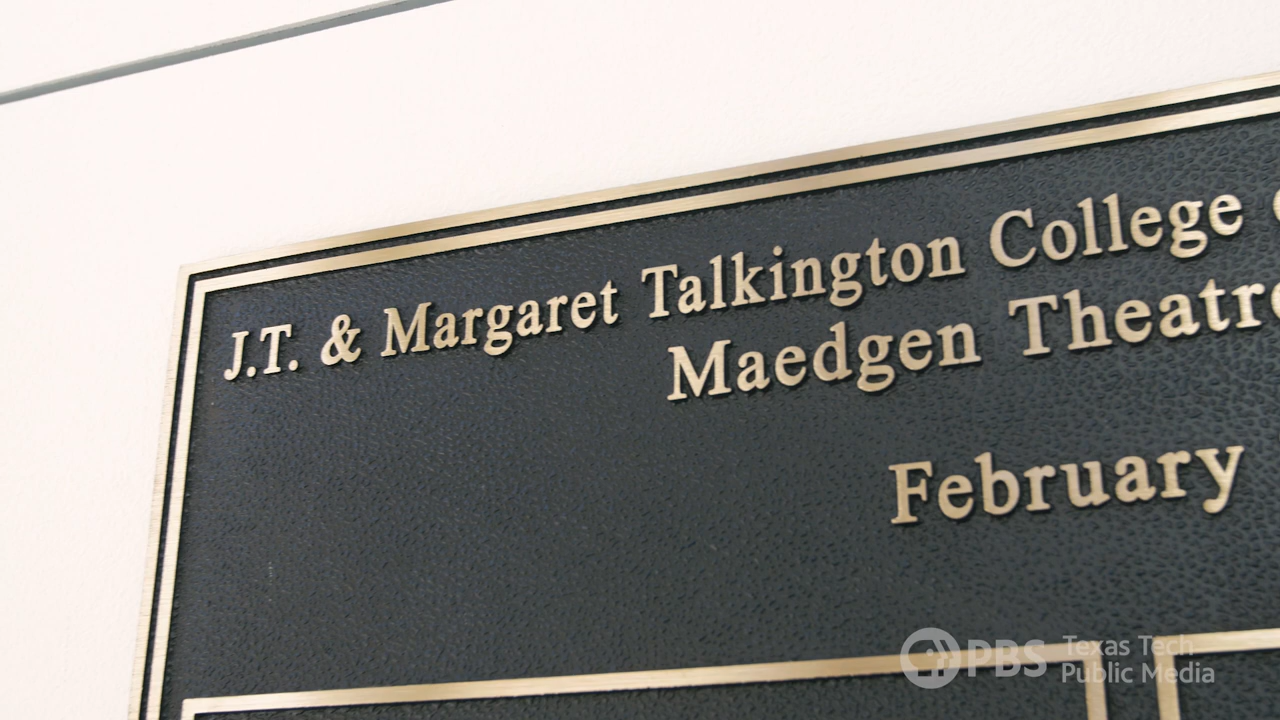 J.T. & Margaret Talkington College
Maedgen Theatre
February
PBS Texas Tech
Public Media